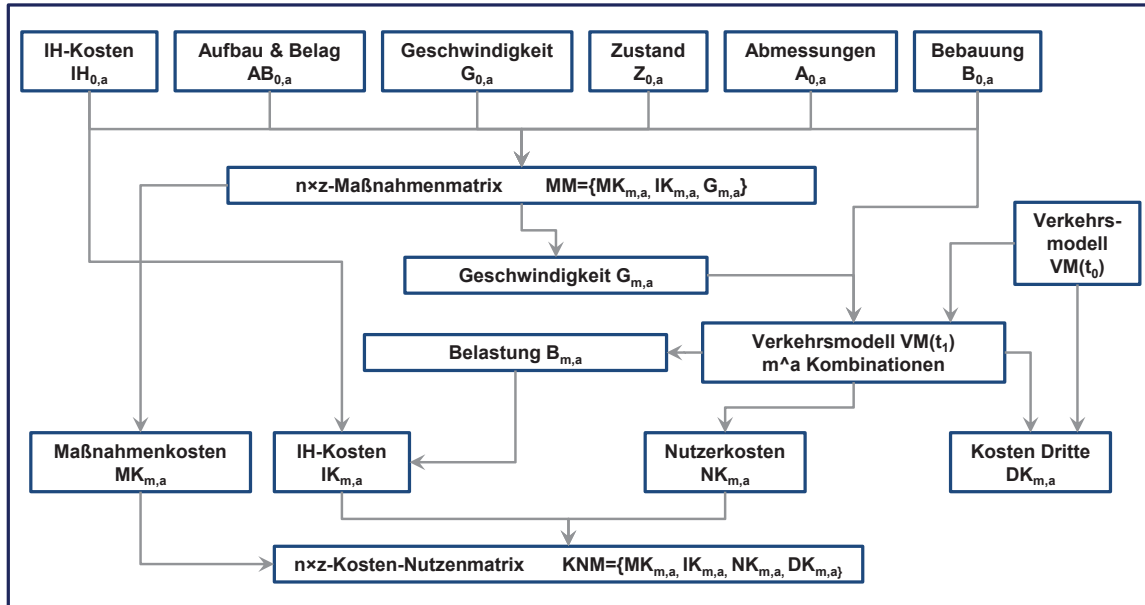 IH-Kosten
IH0,a
Aufbau & Belag
AB0,a
Geschwindigkeit
G0,a
Zustand
Z0,a
Abmessungen
A0,a
Bebauung
B0,a
n×z-Maßnahmenmatrix MM={MKm,a, IKm,a, Gm,a}
Verkehrs-
modell
VM(t0)
Geschwindigkeit Gm,a
Verkehrsmodell VM(t1)
m^a Kombinationen
Belastung Bm,a
Maßnahmenkosten
MKm,a
IH-Kosten
IKm,a
Nutzerkosten
NKm,a
Kosten Dritte
DKm,a
n×z-Kosten-Nutzenmatrix KNM={MKm,a, IKm,a, NKm,a, DKm,a}